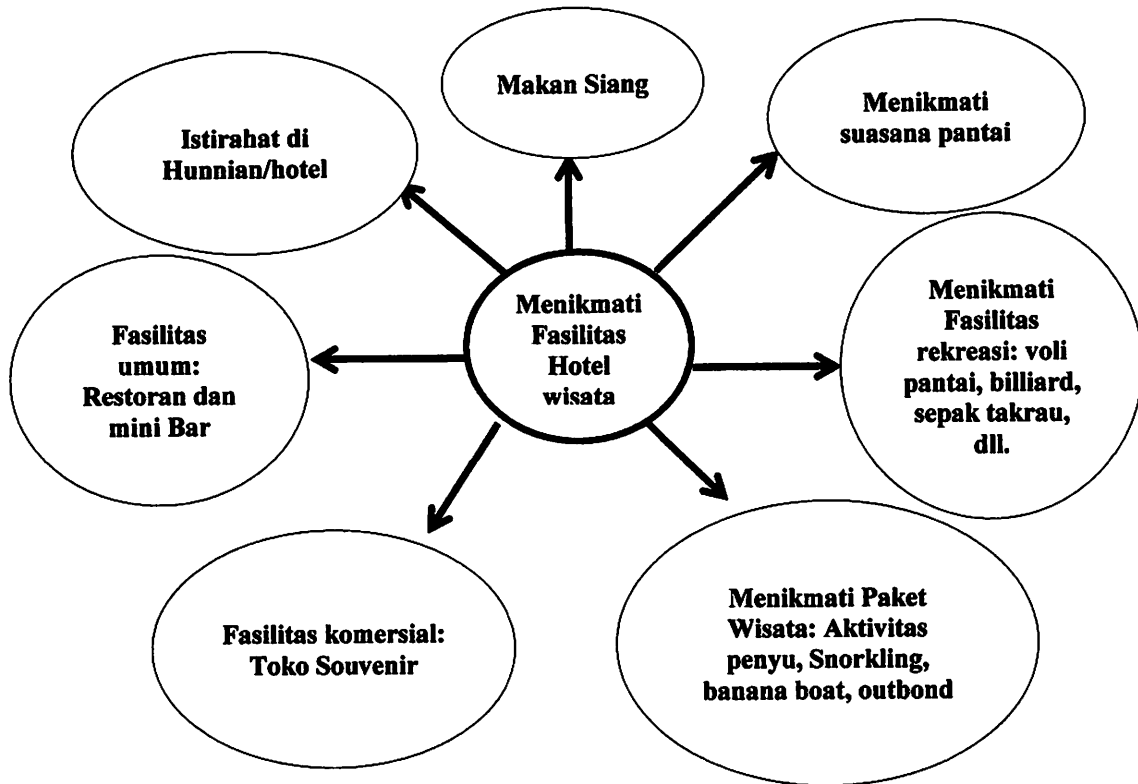 Makan Siang
Istirahat di
Hunnian/hotel
Menikmati
suasana pantai
Menikmati
Fasilitas
Hotel
wisata
Fasilitas
umum:
Restoran dan
mini Bar
Menikmati
Fasilitas
rekreasi: voli
pantai, billiard,
sepak takrau,
dll.
Fasilitas komersial:
Toko Souvenir
Menikmati Paket
Wisata: Aktivitas
penyu, Snorkling,
banana boat, outbond